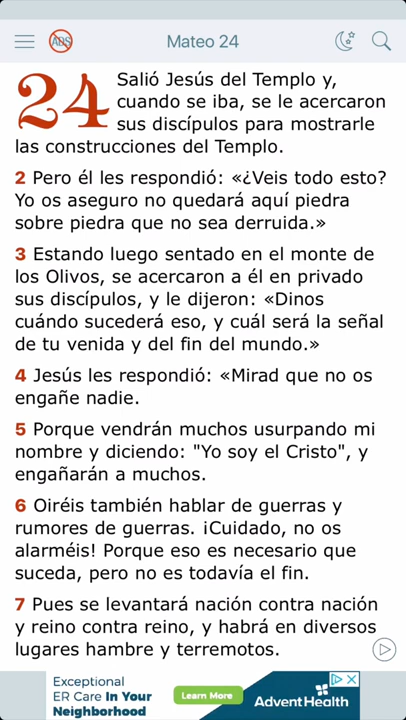 ADS
Mateo 24
24 Salió Jesús del Templo y,
cuando se iba, se le acercaron
sus discípulos para mostrarle
las construcciones del Templo.
2 Pero él les respondió: «¿Veis todo esto?
Yo os aseguro no quedará aquí piedra
sobre piedra que no sea derruida.»
3 Estando luego sentado en el monte de
los Olivos, se acercaron a él en privado
sus discípulos, y le dijeron: «Dinos
cuándo sucederá eso, y cuál será la señal
de tu venida y del fin del mundo.»
4 Jesús les respondió: «Mirad que no os
engañe nadie.
5 Porque vendrán muchos usurpando mi
nombre y diciendo: "Yo soy el Cristo", y
engañarán a muchos.
6 Oiréis también hablar de guerras y
rumores de guerras. ¡Cuidado, no os
alarméis! Porque eso es necesario que
suceda, pero no es todavía el fin.
7 Pues se levantará nación contra nación
y reino contra reino, y habrá en diversos
lugares hambre y terremotos.
Exceptional
ER Care In Your
Neighborhood
Learn More
AdventHealth